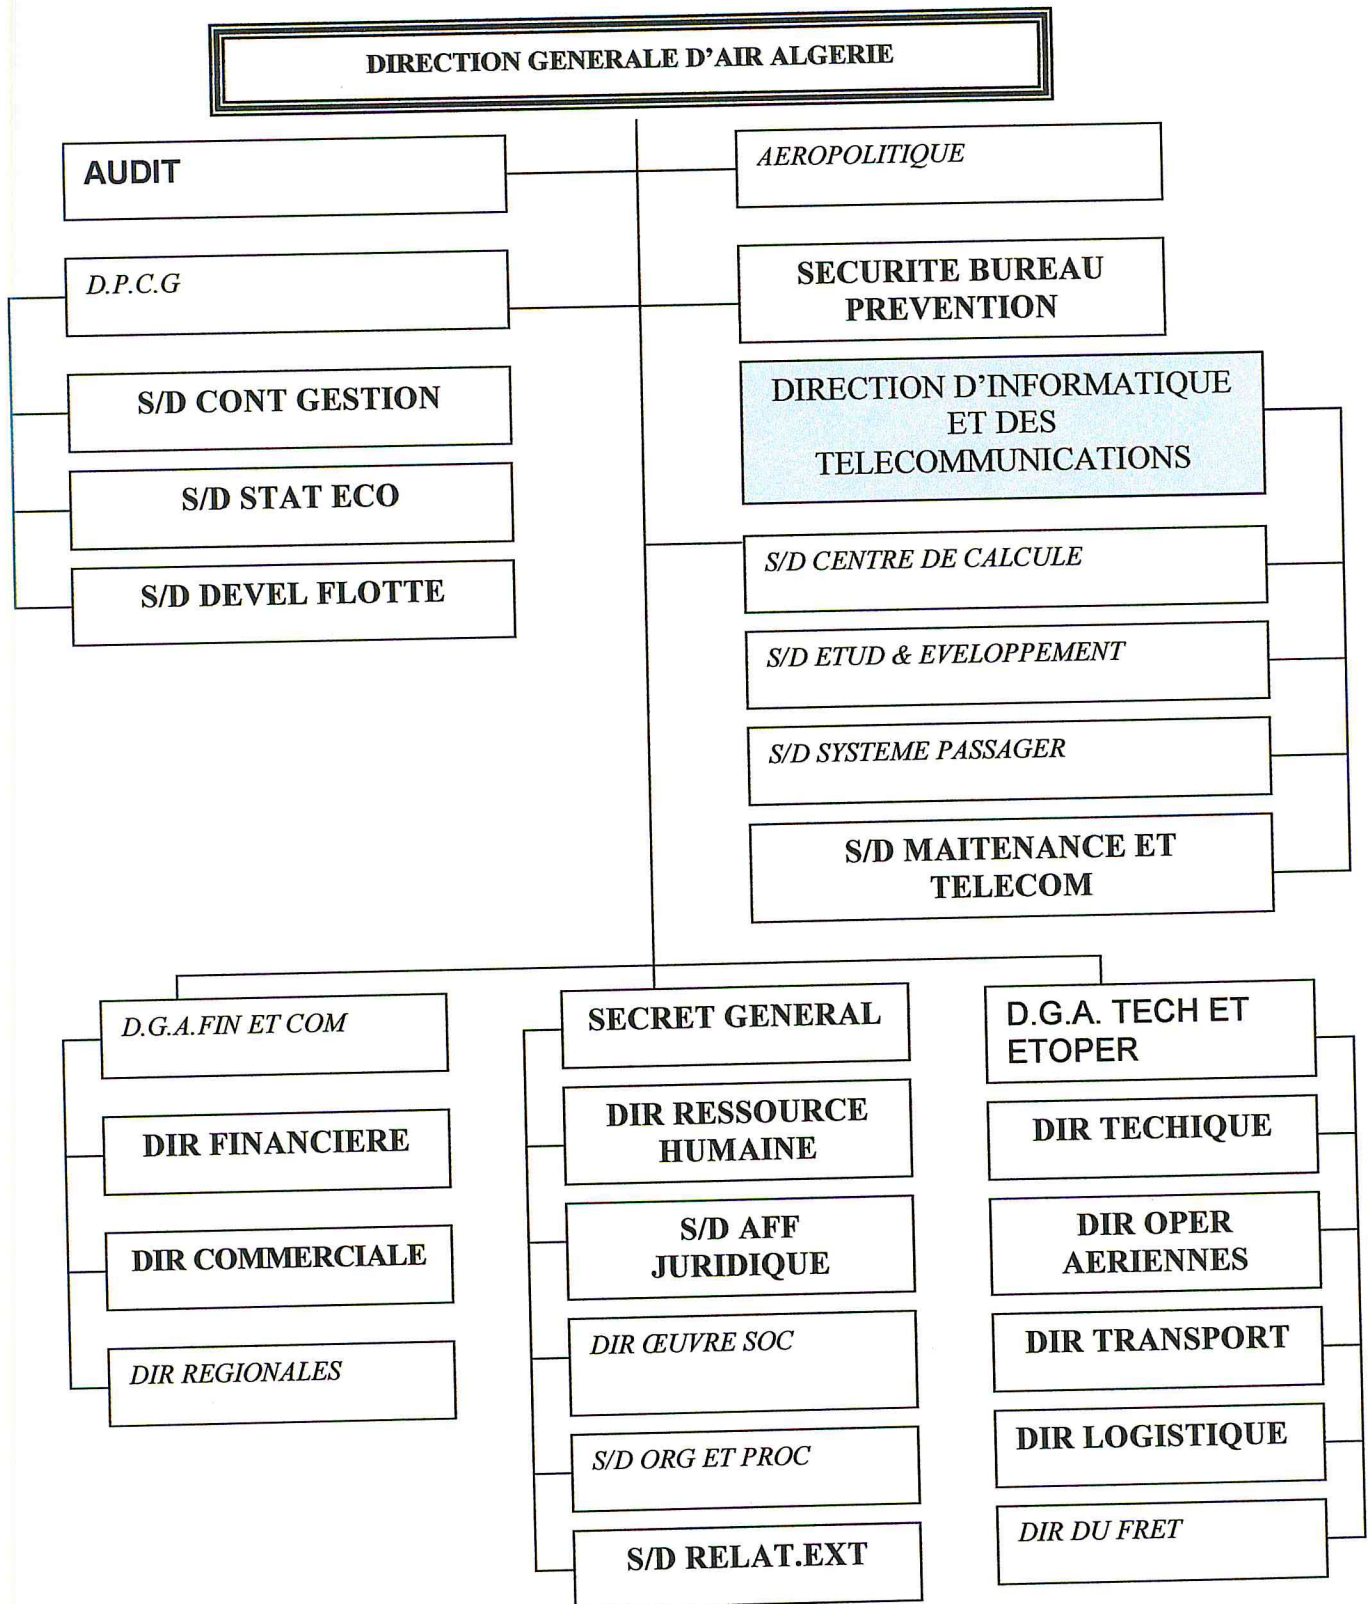 DIRECTION GENERALE D'AIR ALGERIE
AUDIT
AEROPOLITIQUE
D.P.C.G
SECURITE BUREAU
PREVENTION
S/D CONT GESTION
S/D STAT ECO
S/D DEVEL FLOTTE
DIRECTION D'INFORMATIQUE
ET DES
TELECOMMUNICATIONS
S/D CENTRE DE CALCULE
S/D ETUD & EVELOPPEMENT
S/D SYSTEME PASSAGER
S/D MAITENANCE ET
TELECOM
D.G.A.FIN ET COM
DIR FINANCIERE
DIR COMMERCIALE
DIR REGIONALES
SECRET GENERAL
DIR RESSOURCE
HUMAINE
S/D AFF
JURIDIQUE
DIR ŒUVRE SOC
S/D ORG ET PROC
S/D RELAT.EXT
D.G.A. TECH ET
ETOPER
DIR TECHIQUE
DIR OPER
AERIENNES
DIR TRANSPORT
DIR LOGISTIQUE
DIR DU FRET